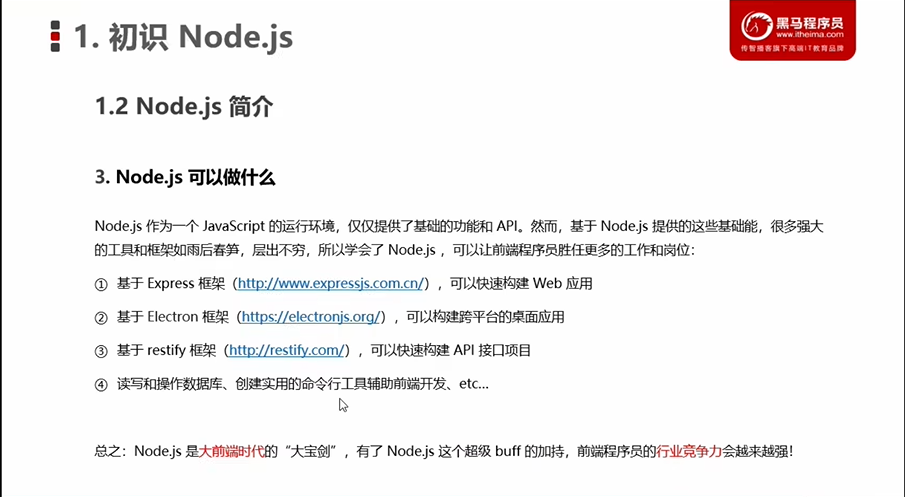 1. 初识 Node.js
黑马程序员
www.itheima.com
传智播客旗下高端IT教育品牌
1.2 Node.js 简介
3. Node.js 可以做什么
Node.js 作为一个 JavaScript 的运行环境，仅仅提供了基础的功能和 API。然而，基于 Node.js 提供的这些基础能，很多强大
的工具和框架如雨后春笋，层出不穷，所以学会了 Node.js ，可以让前端程序员胜任更多的工作和岗位：
① 基于 Express 框架（http://www.expressjs.com.cn/），可以快速构建 Web 应用
② 基于 Electron 框架（https://electronjs.org/），可以构建跨平台的桌面应用
③ 基于 restify 框架（http://restify.com/），可以快速构建 API 接口项目
④ 读写和操作数据库、创建实用的命令行工具辅助前端开发、etc…
总之：Node.js 是大前端时代的“大宝剑”，有了 Node.js 这个超级 buff 的加持，前端程序员的行业竞争力会越来越强！